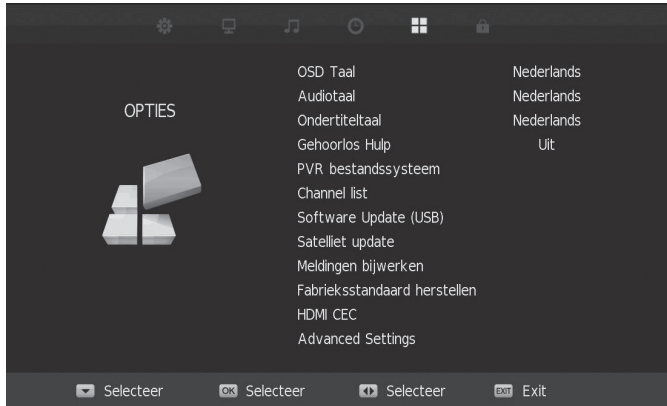 OPTIES
OSD Taal Nederlands
Audiotaal Nederlands
Ondertiteltaal Nederlands
Gehoorlos Hulp Uit
PVR bestandssysteem
Channel list
Software Update (USB)
Satelliet update
Meldingen bijwerken
Fabrieksstandaard herstellen
HDMI CEC
Advanced Settings
Selecteer OK Selecteer Selecteer EXIT Exit